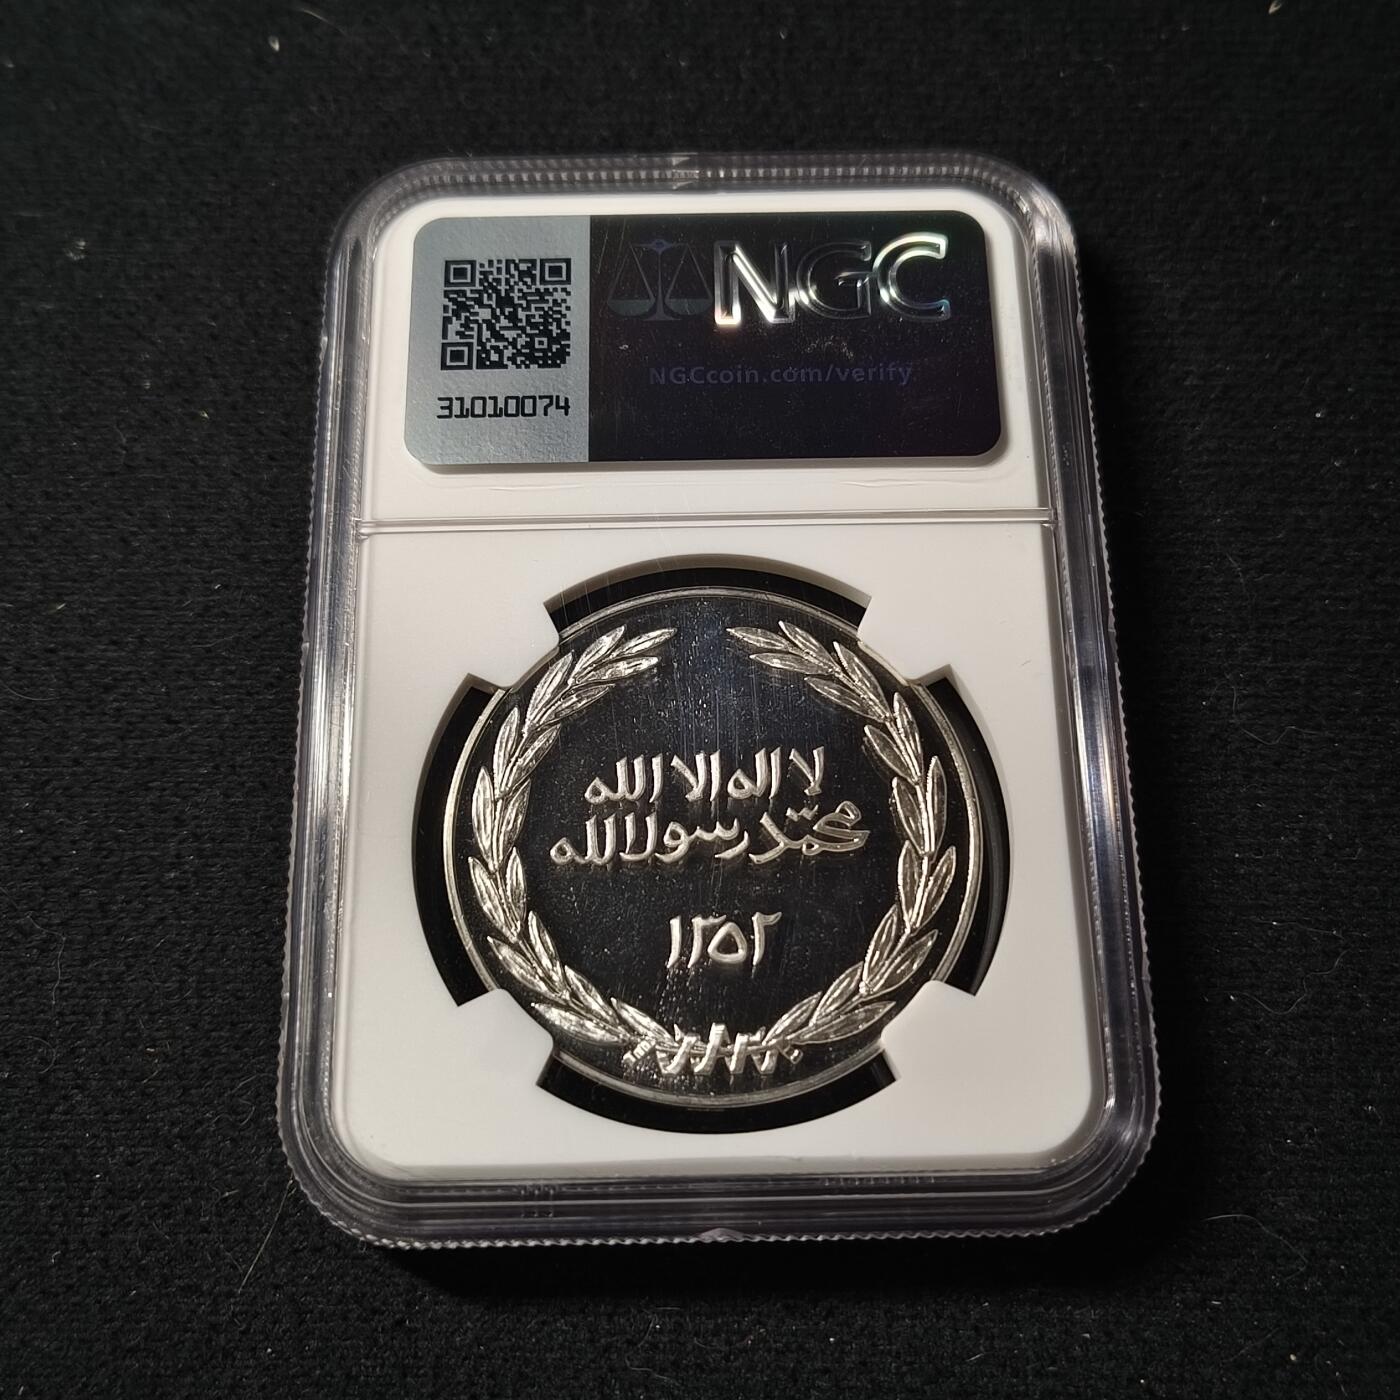 NGC
NGCcoin.com/verify
31010074
لا اله الا الله
محمد رسول الله
١٣٥٢